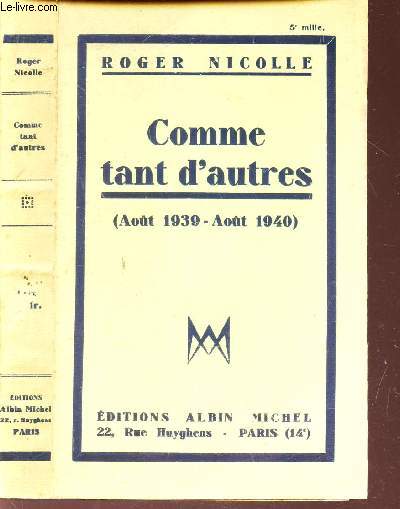 Le-livre.com
Roger
Nicolle
Comme
tant
d'autres
fr.
ÉDITIONS
Albin Michel
22, r. Huyghens
PARIS
5e mille.
ROGER NICOLLE
Comme
tant d'autres
(Août 1939 - Août 1940)
ÉDITIONS ALBIN MICHEL
22, Rue Huyghens - PARIS (14e)